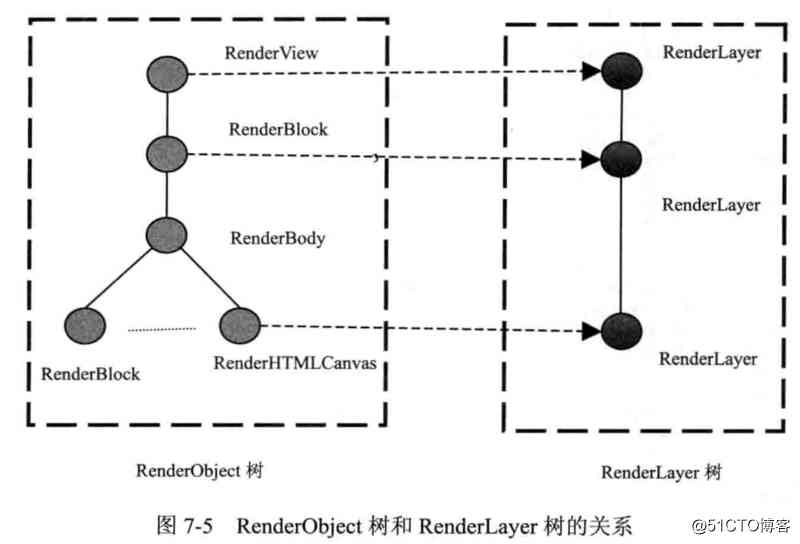 RenderView
RenderLayer
RenderBlock
RenderLayer
RenderBody
RenderBlock
RenderHTMLCanvas
RenderLayer
RenderObject 树
RenderLayer 树
图 7-5 RenderObject 树和 RenderLayer 树的关系
@51CTO博客